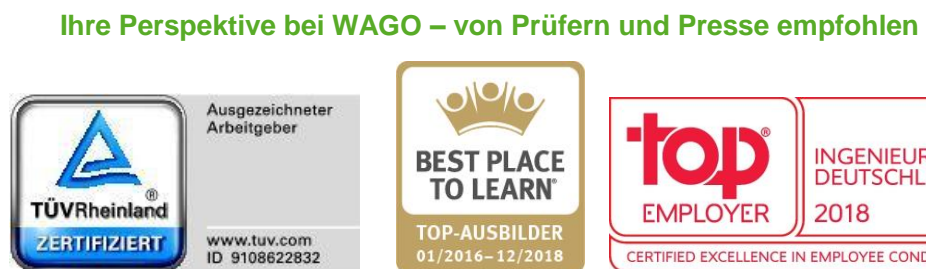 Ihre Perspektive bei WAGO – von Prüfern und Presse empfohlen
Ausgezeichneter
Arbeitgeber
TÜVRheinland®
ZERTIFIZIERT
www.tuv.com
ID 9108622832
BEST PLACE
TO LEARN®
TOP-AUSBILDER
01/2016–12/2018
top®
EMPLOYER
INGENIEUR
DEUTSCHL
2018
CERTIFIED EXCELLENCE IN EMPLOYEE COND